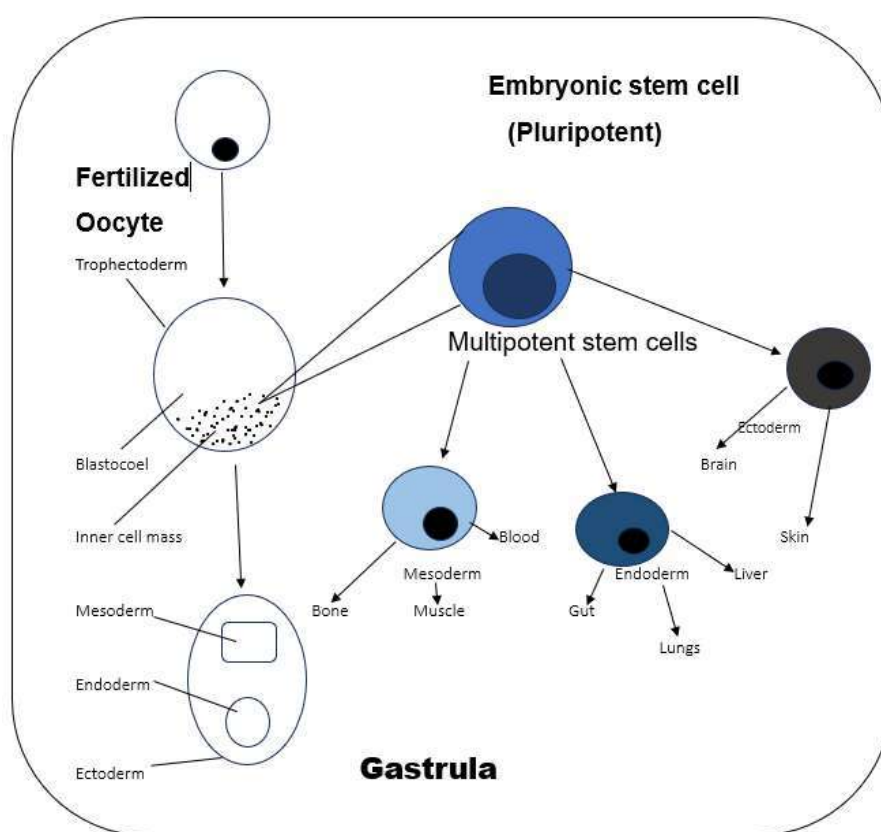 Embryonic stem cell
(Pluripotent)
Fertilized
Oocyte
Trophectoderm
Multipotent stem cells
Ectoderm
Blastocoel
Brain
Inner cell mass
Blood
Skin
Mesoderm
Endoderm
Liver
Mesoderm
Bone
Muscle
Gut
Lungs
Endoderm
Ectoderm
Gastrula